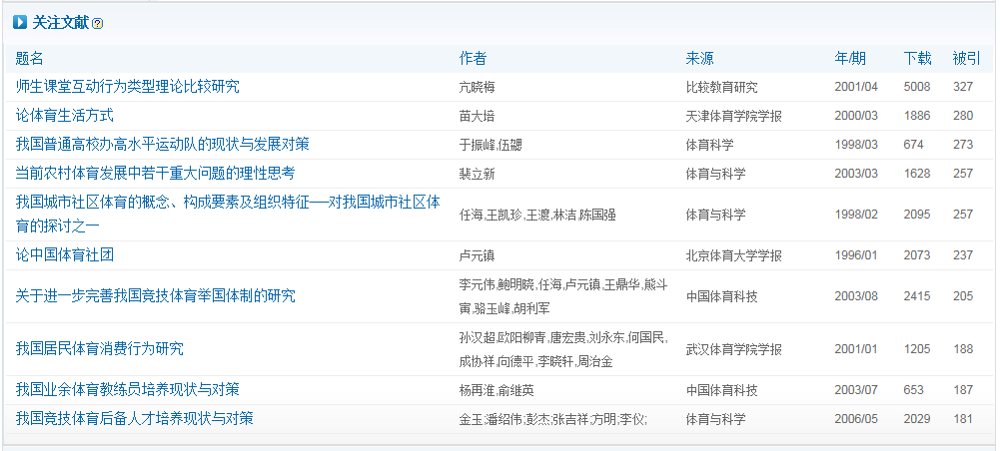 关注文献
题名 作者 来源 年/期 下载 被引
师生课堂互动行为类型理论比较研究 亢晓梅 比较教育研究 2001/04 5008 327
论体育生活方式 苗大培 天津体育学院学报 2000/03 1886 280
我国普通高校办高水平运动队的现状与发展对策 于振峰,伍勰 体育科学 1998/03 674 273
当前农村体育发展中若干重大问题的理性思考 裴立新 体育与科学 2003/03 1628 257
我国城市社区体育的概念、构成要素及组织特征──对我国城市社区体
育的探讨之一 任海,王凯珍,王渡,林洁,陈国强 体育与科学 1998/02 2095 257
论中国体育社团 卢元镇 北京体育大学学报 1996/01 2073 237
关于进一步完善我国竞技体育举国体制的研究 李元伟,鲍明晓,任海,卢元镇,王鼎华,熊斗
寅,骆玉峰,胡利军 中国体育科技 2003/08 2415 205
我国居民体育消费行为研究 孙汉超,欧阳柳青,唐宏贵,刘永东,何国民,
成协祥,向德平,李晓轩,周治金 武汉体育学院学报 2001/01 1205 188
我国业余体育教练员培养现状与对策 杨再淮,俞继英 中国体育科技 2003/07 653 187
我国竞技体育后备人才培养现状与对策 金玉;潘绍伟;彭杰;张吉祥;方明;李仪; 体育与科学 2006/05 2029 181